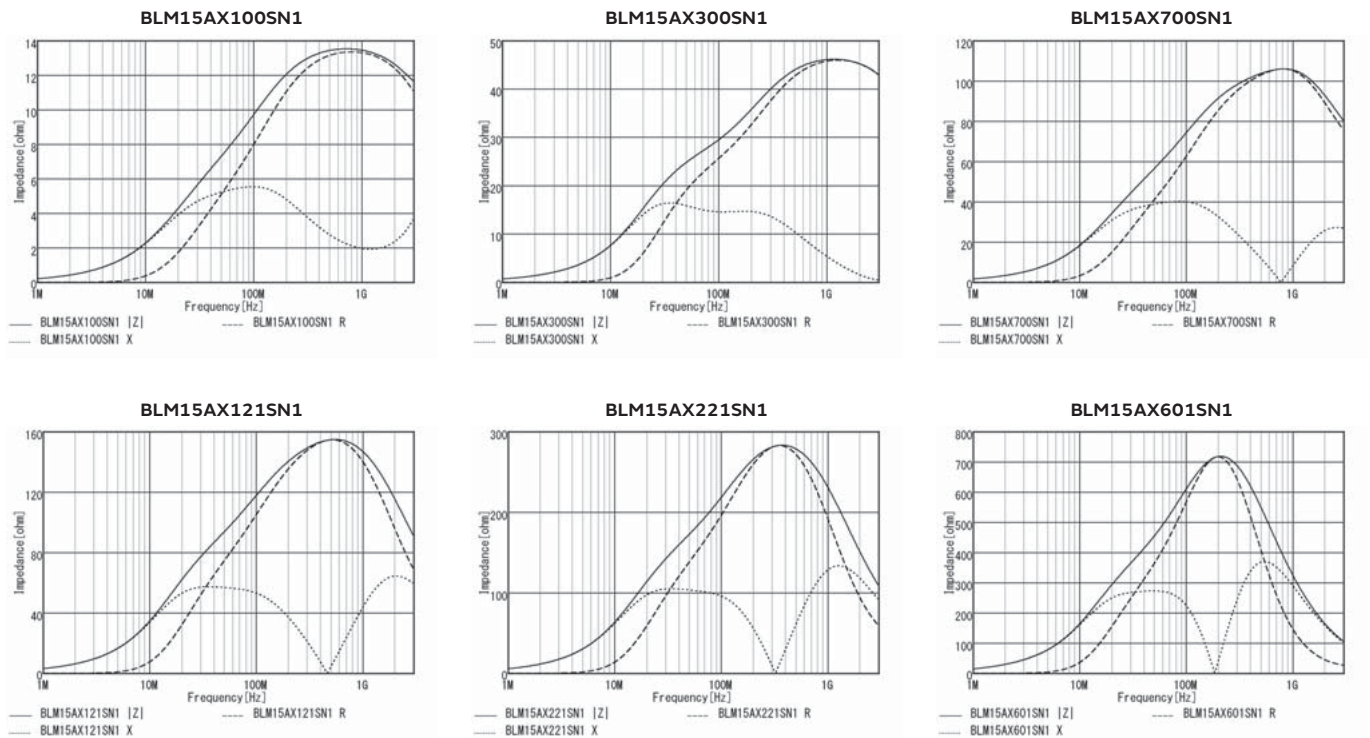 BLM15AX100SN1
14
12
10
8
6
4
2
0
Impedance[ohm]
1M 10M 100M 1G
Frequency[Hz]
BLM15AX100SN1 |Z| BLM15AX100SN1 R
BLM15AX100SN1 X
BLM15AX300SN1
50
40
30
20
10
0
Impedance[ohm]
1M 10M 100M 1G
Frequency[Hz]
BLM15AX300SN1 |Z| BLM15AX300SN1 R
BLM15AX300SN1 X
BLM15AX700SN1
120
100
80
60
40
20
0
Impedance[ohm]
1M 10M 100M 1G
Frequency[Hz]
BLM15AX700SN1 |Z| BLM15AX700SN1 R
BLM15AX700SN1 X
BLM15AX121SN1
160
120
80
40
0
Impedance[ohm]
1M 10M 100M 1G
Frequency[Hz]
BLM15AX121SN1 |Z| BLM15AX121SN1 R
BLM15AX121SN1 X
BLM15AX221SN1
300
200
100
0
Impedance[ohm]
1M 10M 100M 1G
Frequency[Hz]
BLM15AX221SN1 |Z| BLM15AX221SN1 R
BLM15AX221SN1 X
BLM15AX601SN1
800
700
600
500
400
300
200
100
0
Impedance[ohm]
1M 10M 100M 1G
Frequency[Hz]
BLM15AX601SN1 |Z| BLM15AX601SN1 R
BLM15AX601SN1 X